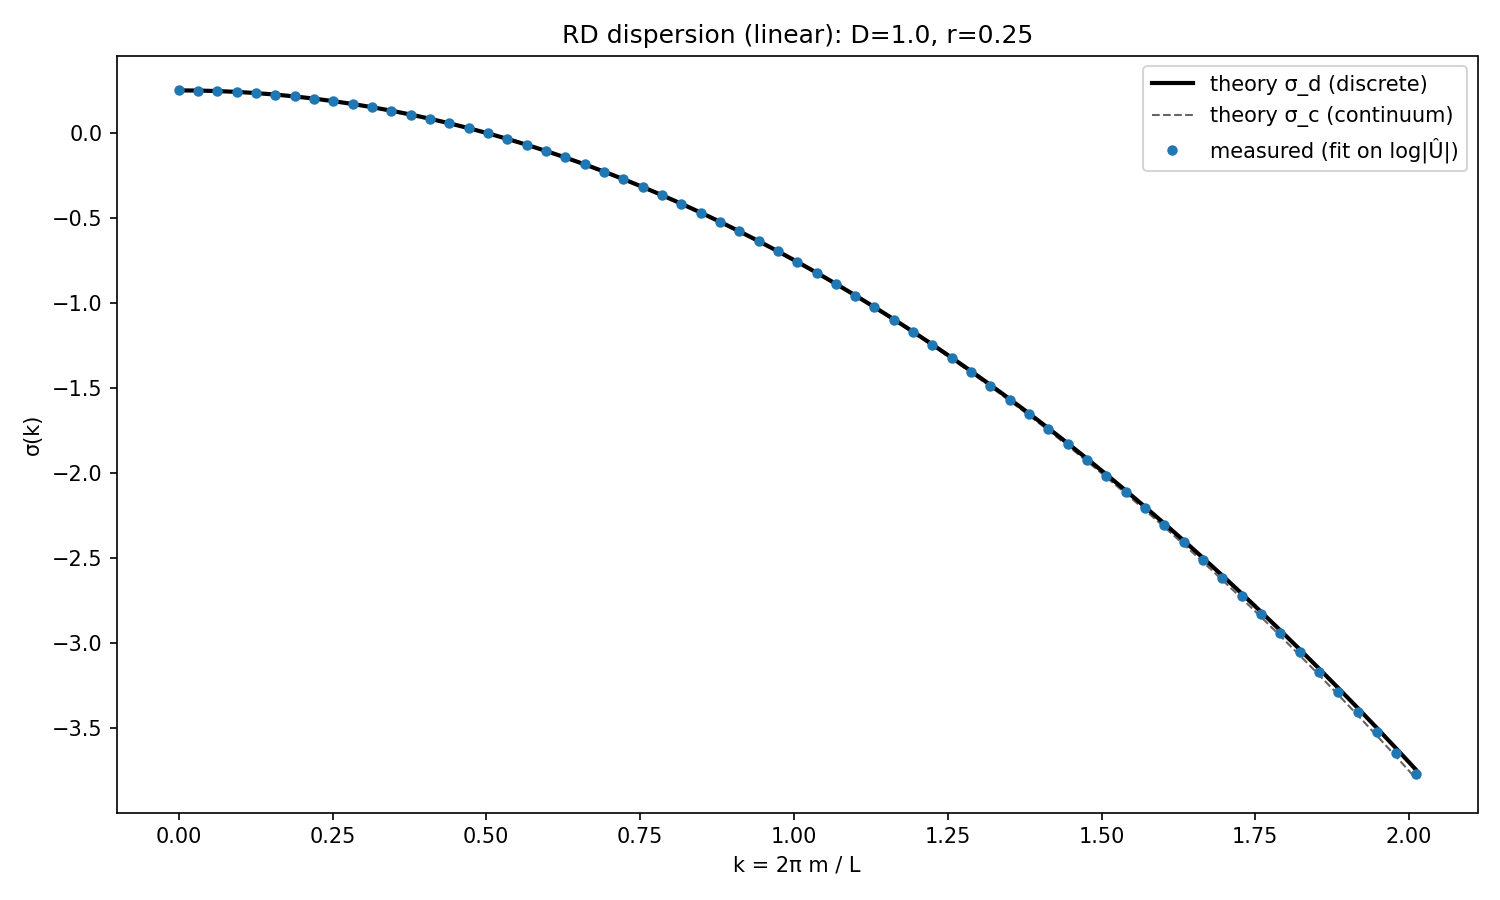 RD dispersion (linear): D=1.0, r=0.25
theory σ_d (discrete)
theory σ_c (continuum)
measured (fit on log|Û|)
σ(k)
0.0
−0.5
−1.0
−1.5
−2.0
−2.5
−3.0
−3.5
0.00 0.25 0.50 0.75 1.00 1.25 1.50 1.75 2.00
k = 2π m / L